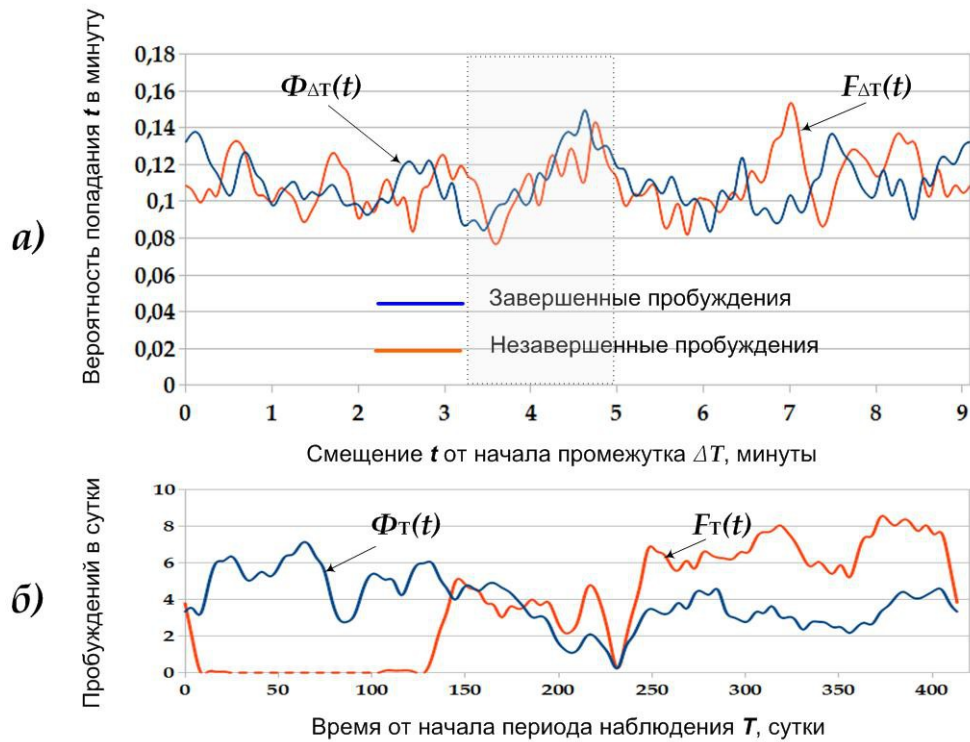 а)
Вероятность попадания t в минуту
0,18
0,16
0,14
0,12
0,1
0,08
0,06
0,04
0,02
0
Φ∆T(t)
F∆T(t)
Завершенные пробуждения
Незавершенные пробуждения
0 1 2 3 4 5 6 7 8 9
Смещение t от начала промежутка ΔT, минуты
б)
Пробуждений в сутки
10
8
6
4
2
0
ΦT(t)
FT(t)
0 50 100 150 200 250 300 350 400
Время от начала периода наблюдения T, сутки